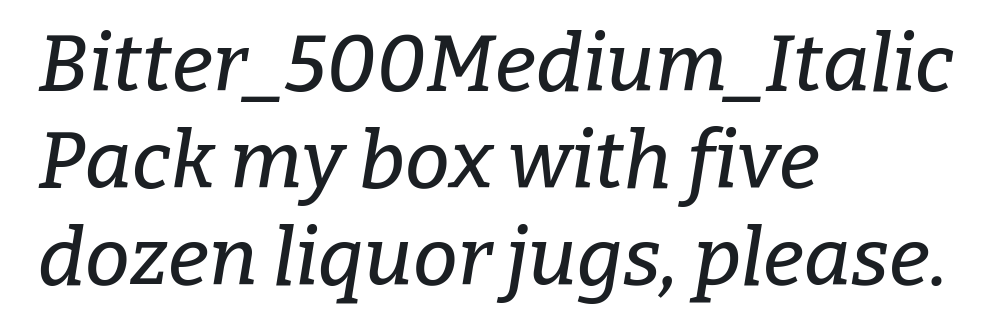 Bitter_500Medium_Italic
Pack my box with five
dozen liquor jugs, please.